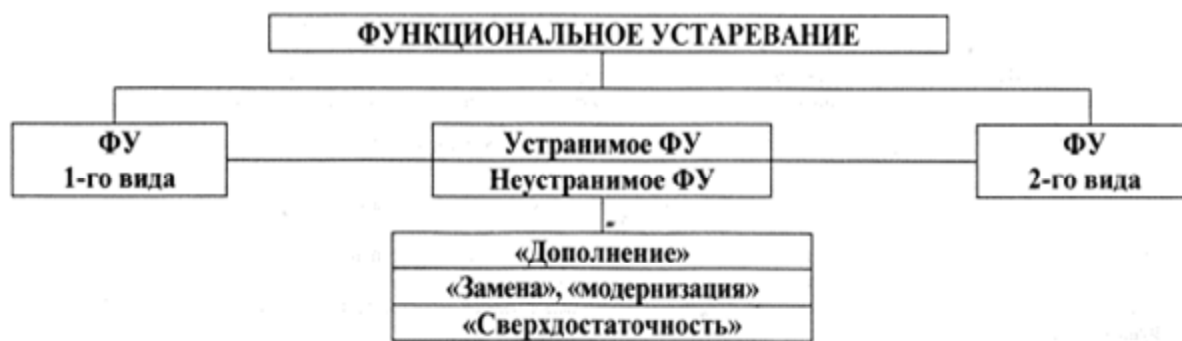 ФУНКЦИОНАЛЬНОЕ УСТАРЕВАНИЕ
ФУ
1-го вида
Устранимое ФУ
Неустранимое ФУ
ФУ
2-го вида
«Дополнение»
«Замена», «модернизация»
«Сверхдостаточность»